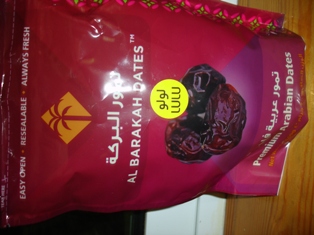 EASY OPEN • RESEALABLE • ALWAYS FRESH
تمور البركة
AL BARAKAH DATES™
لولو
LULU
تمور عربية
Premium Arabian Dates